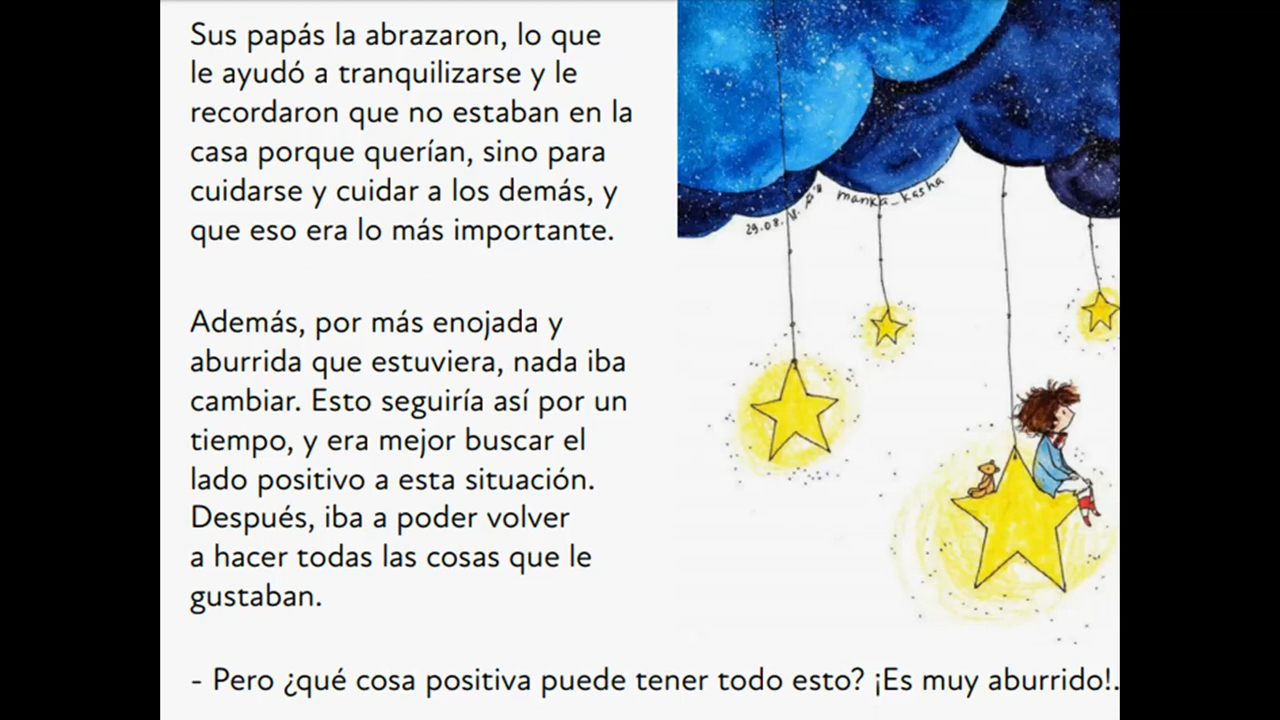 Sus papás la abrazaron, lo que
le ayudó a tranquilizarse y le
recordaron que no estaban en la
casa porque querían, sino para
cuidarse y cuidar a los demás, y
que eso era lo más importante.
Además, por más enojada y
aburrida que estuviera, nada iba
cambiar. Esto seguiría así por un
tiempo, y era mejor buscar el
lado positivo a esta situación.
Después, iba a poder volver
a hacer todas las cosas que le
gustaban.
- Pero ¿qué cosa positiva puede tener todo esto? ¡Es muy aburrido!.
manka_kasha
29.08.